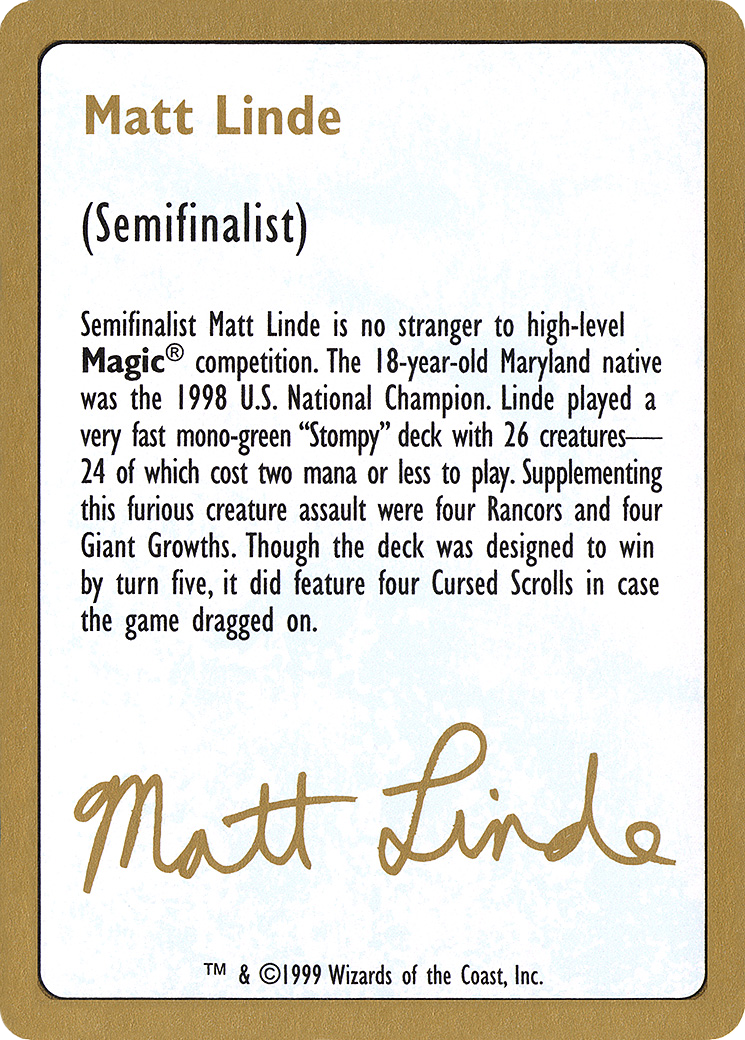 Matt Linde
(Semifinalist)
Semifinalist Matt Linde is no stranger to high-level
Magic® competition. The 18-year-old Maryland native
was the 1998 U.S. National Champion. Linde played a
very fast mono-green “Stompy” deck with 26 creatures—
24 of which cost two mana or less to play. Supplementing
this furious creature assault were four Rancors and four
Giant Growths. Though the deck was designed to win
by turn five, it did feature four Cursed Scrolls in case
the game dragged on.
Matt Linde
™ & ©1999 Wizards of the Coast, Inc.